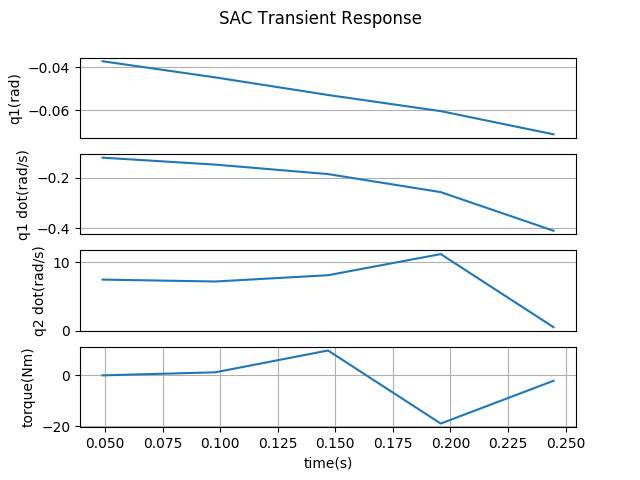 SAC Transient Response
−0.04
−0.06
q1(rad)
−0.2
−0.4
q1 dot(rad/s)
10
0
q2 dot(rad/s)
0
−20
torque(Nm)
0.050 0.075 0.100 0.125 0.150 0.175 0.200 0.225 0.250
time(s)